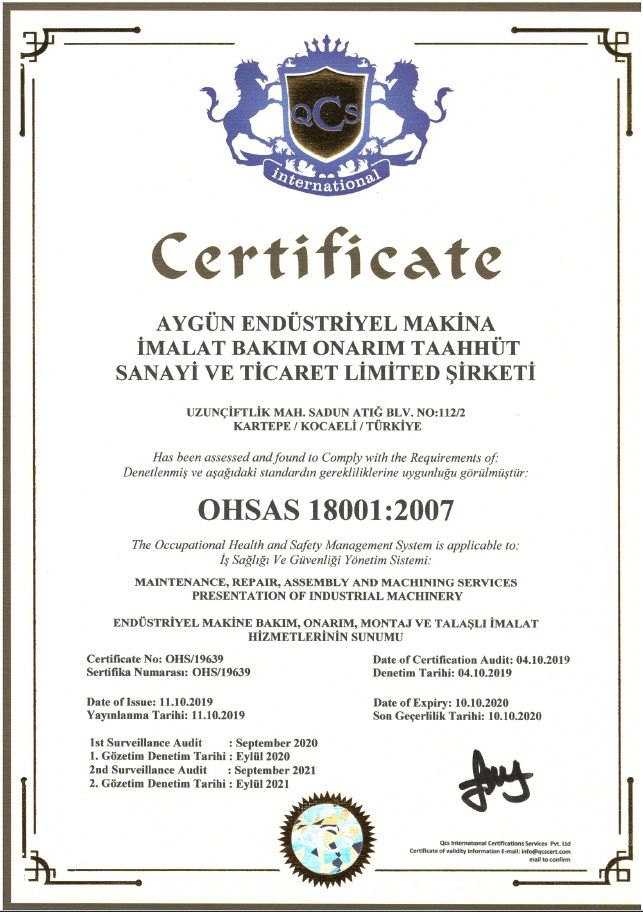 QCS
international
Certificate
AYGÜN ENDÜSTRİYEL MAKİNA
İMALAT BAKIM ONARIM TAAHHÜT
SANAYİ VE TİCARET LİMİTED ŞİRKETİ
UZUNÇİFTLİK MAH. SADUN ATIĞ BLV. NO:112/2
KARTEPE / KOCAELİ / TÜRKİYE
Has been assessed and found to Comply with the Requirements of:
Denetlenmiş ve aşağıdaki standardın gerekliliklerine uygunluğu görülmüştür:
OHSAS 18001:2007
The Occupational Health and Safety Management System is applicable to:
İş Sağlığı Ve Güvenliği Yönetim Sistemi:
MAINTENANCE, REPAIR, ASSEMBLY AND MACHINING SERVICES
PRESENTATION OF INDUSTRIAL MACHINERY
ENDÜSTRİYEL MAKİNE BAKIM, ONARIM, MONTAJ VE TALAŞLI İMALAT
HİZMETLERİNİN SUNUMU
Certificate No: OHS/19639
Sertifika Numarası: OHS/19639
Date of Certification Audit: 04.10.2019
Denetim Tarihi: 04.10.2019
Date of Issue: 11.10.2019
Yayınlanma Tarihi: 11.10.2019
Date of Expiry: 10.10.2020
Son Geçerlilik Tarihi: 10.10.2020
1st Surveillance Audit : September 2020
1. Gözetim Denetim Tarihi : Eylül 2020
2nd Surveillance Audit : September 2021
2. Gözetim Denetim Tarihi : Eylül 2021
Qcs International Certifications Services Pvt. Ltd
Certificate of validity Information E-mail: info@qcscert.com
mail to confirm